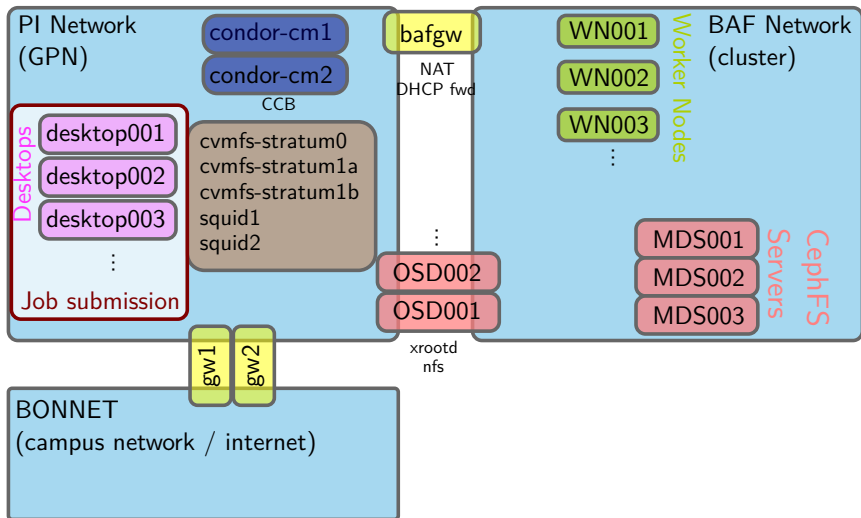 PI Network
(GPN)
condor-cm1
condor-cm2
CCB
bafgw
NAT
DHCP fwd
BAF Network
(cluster)
WN001
WN002
WN003
⋮
Worker Nodes
Desktops
desktop001
desktop002
desktop003
⋮
Job submission
cvmfs-stratum0
cvmfs-stratum1a
cvmfs-stratum1b
squid1
squid2
⋮
OSD002
OSD001
xrootd
nfs
MDS001
MDS002
MDS003
CephFS
Servers
gw1
gw2
BONNET
(campus network / internet)